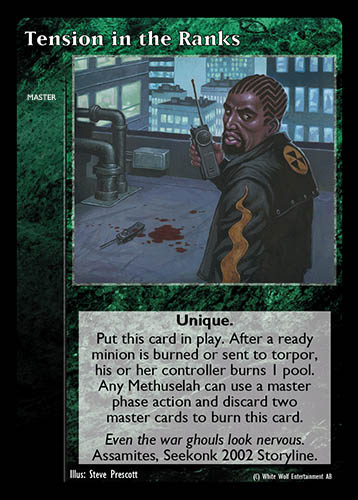 Tension in the Ranks
MASTER
Unique.
Put this card in play. After a ready
minion is burned or sent to torpor,
his or her controller burns 1 pool.
Any Methuselah can use a master
phase action and discard two
master cards to burn this card.
Even the war ghouls look nervous.
Assamites, Seekonk 2002 Storyline.
Illus: Steve Prescott
(C) White Wolf Entertainment AB